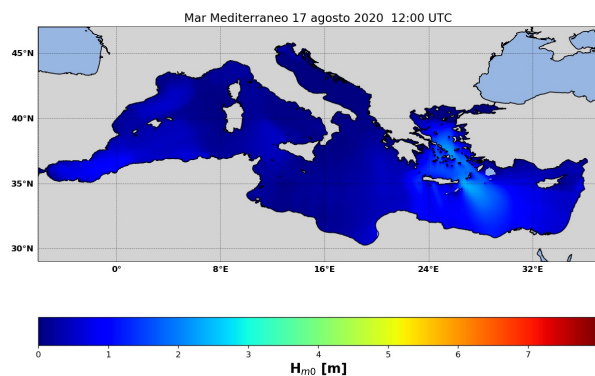 Mar Mediterraneo 17 agosto 2020 12:00 UTC
45°N
40°N
35°N
30°N
0° 8°E 16°E 24°E 32°E
0 1 2 3 4 5 6 7
H_{m0} [m]